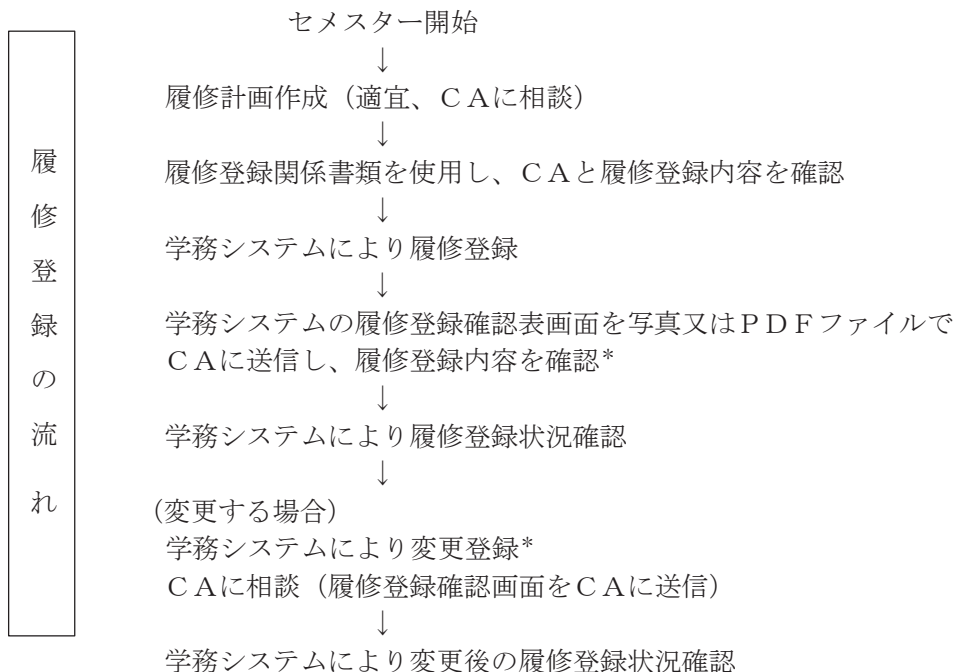 履修登録の流れ
セメスター開始
↓
履修計画作成（適宜、ＣＡに相談）
↓
履修登録関係書類を使用し、ＣＡと履修登録内容を確認
↓
学務システムにより履修登録
↓
学務システムの履修登録確認表画面を写真又はＰＤＦファイルで
ＣＡに送信し、履修登録内容を確認*
↓
学務システムにより履修登録状況確認
↓
（変更する場合）
学務システムにより変更登録*
ＣＡに相談（履修登録確認画面をＣＡに送信）
↓
学務システムにより変更後の履修登録状況確認